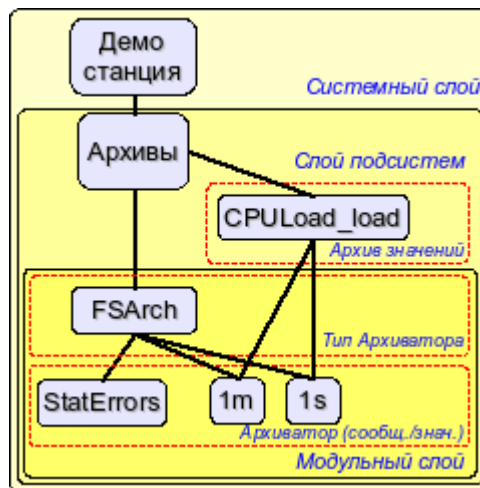 Демо
станция
Системный слой
Архивы
Слой подсистем
CPULoad_load
Архив значений
FSArch
Тип Архиватора
StatErrors
1m
1s
Архиватор (сообщ./знач.)
Модульный слой